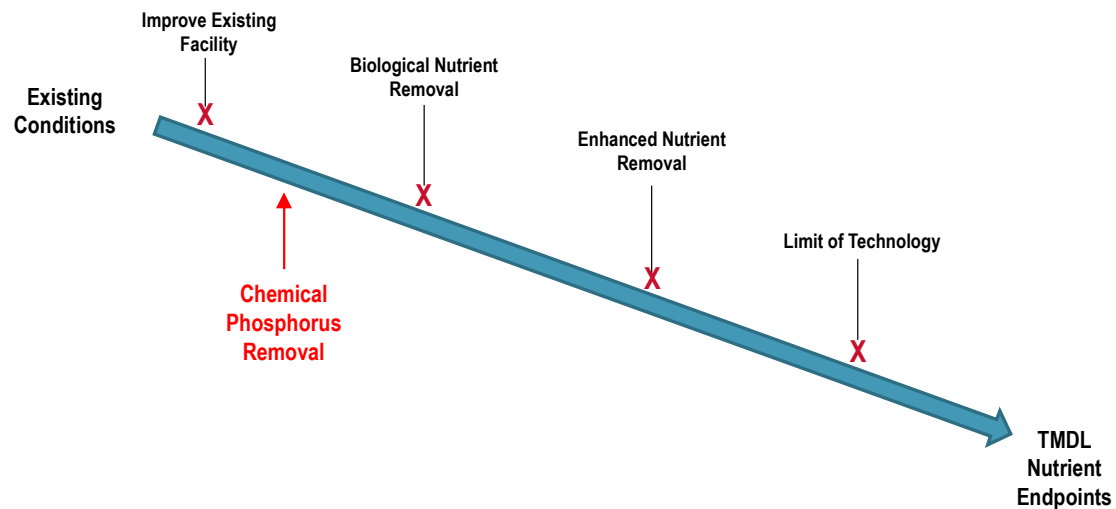 Improve Existing
Facility
Biological Nutrient
Removal
Existing
Conditions
X
Enhanced Nutrient
Removal
X
Limit of Technology
X
Chemical
Phosphorus
Removal
X
TMDL
Nutrient
Endpoints